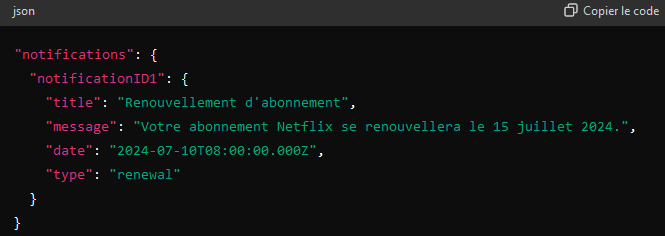 json Copier le code
"notifications": {
"notificationID1": {
"title": "Renouvellement d'abonnement",
"message": "Votre abonnement Netflix se renouvellera le 15 juillet 2024.",
"date": "2024-07-10T08:00:00.000Z",
"type": "renewal"
}
}